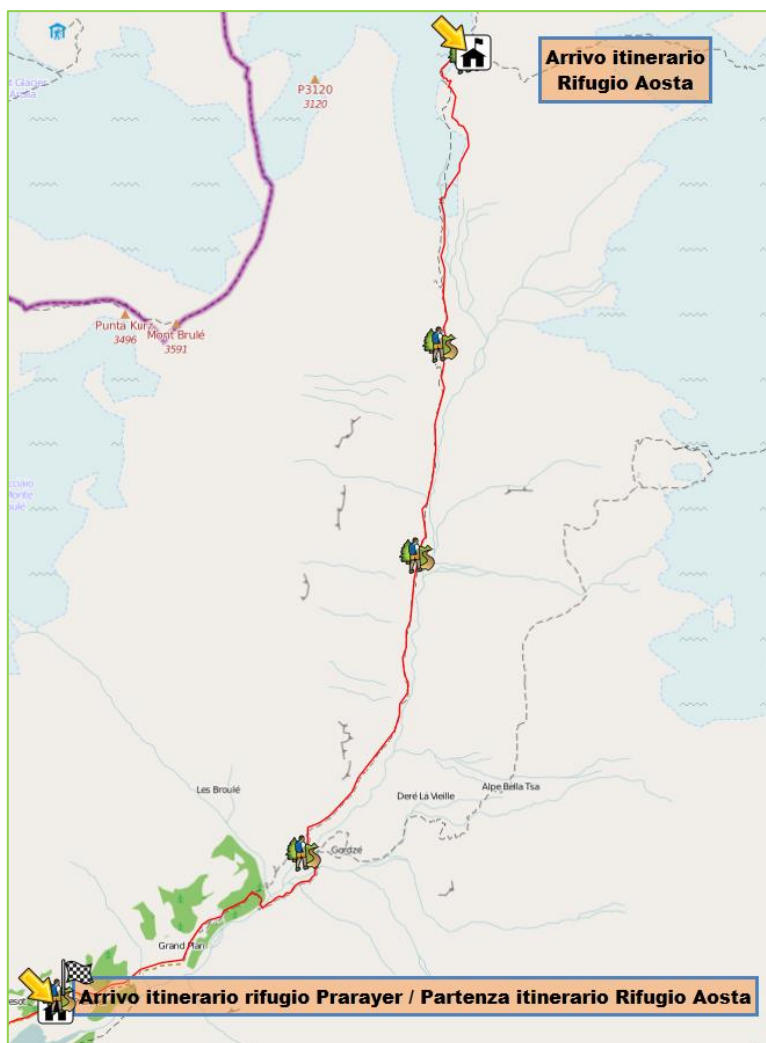 Arrivo itinerario
Rifugio Aosta
P3120
3120
Punta Kurz
3496
Mont Brulé
3591
Les Broulé
Deré La Vieille
Alpe Bella Tsa
Gordzé
Grand Plan
Arrivo itinerario rifugio Prarayer / Partenza itinerario Rifugio Aosta